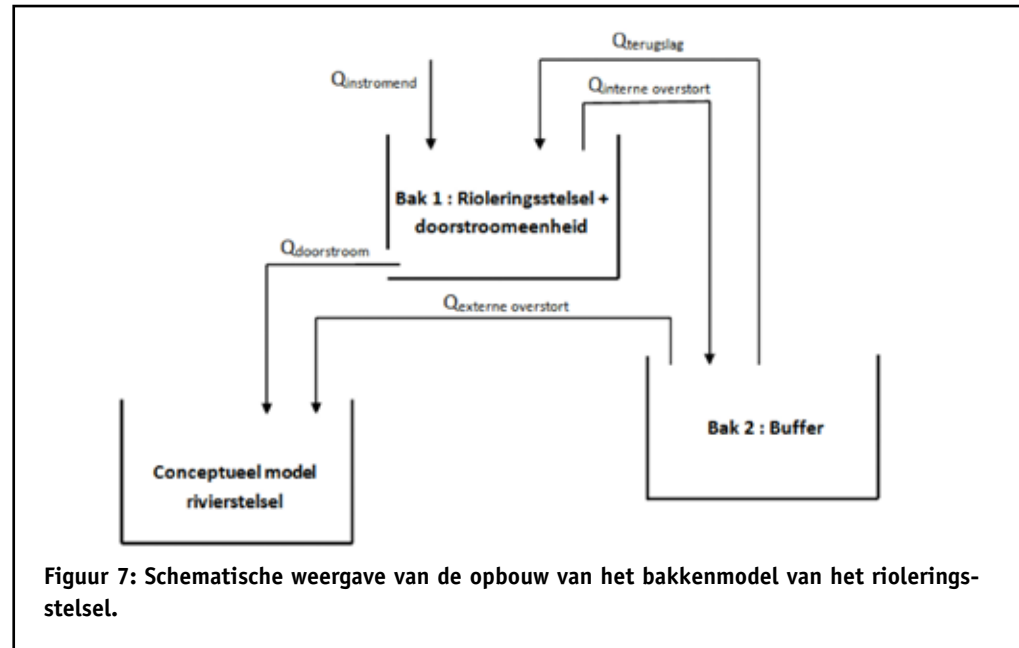 Qterugslag
Qinstromend
Qinterne overstort
Bak 1 : Rioleringsstelsel +
doorstroomeenheid
Qdoorstroom
Qexterne overstort
Bak 2 : Buffer
Conceptueel model
rivierstelsel
Figuur 7: Schematische weergave van de opbouw van het bakkenmodel van het riolerings-
stelsel.